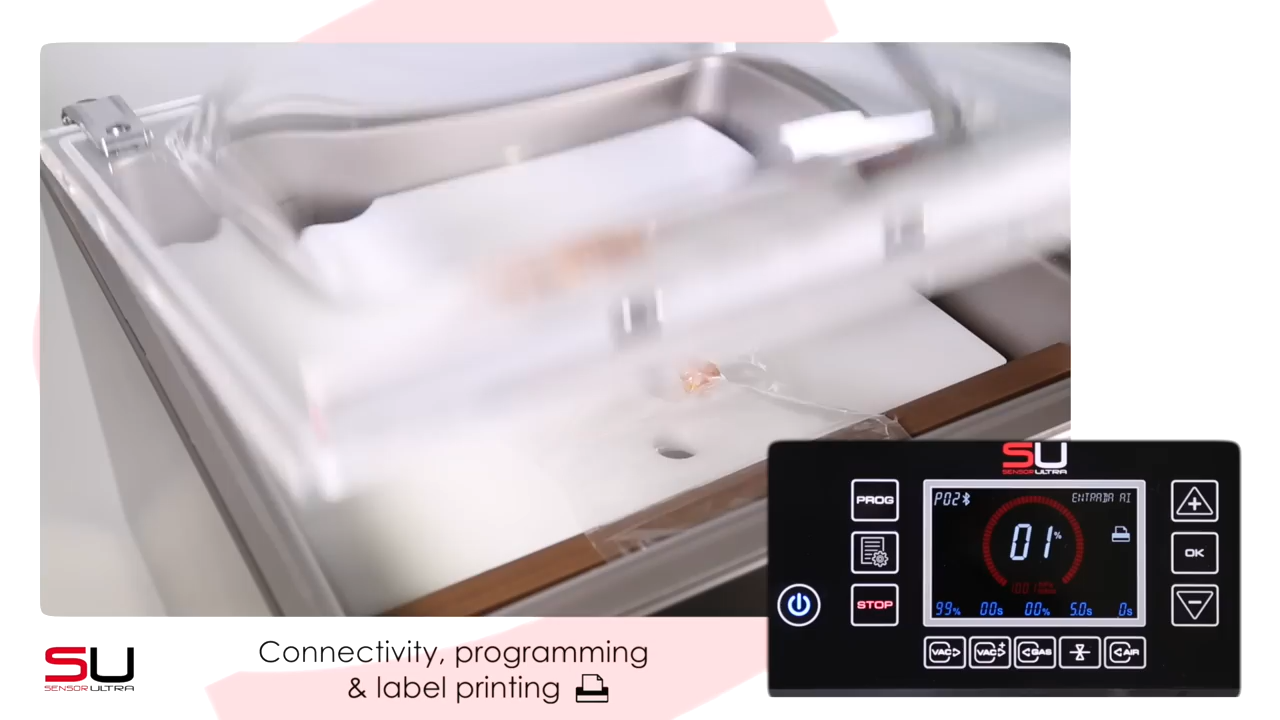 SU
SENSOR ULTRA
PROG
STOP
P02
ENTRADA AI
01%
99% 00s 00% 5.0s 0s
+
OK
-
VAC
VAC+
GAS
AIR
SU
SENSOR ULTRA
Connectivity, programming
& label printing